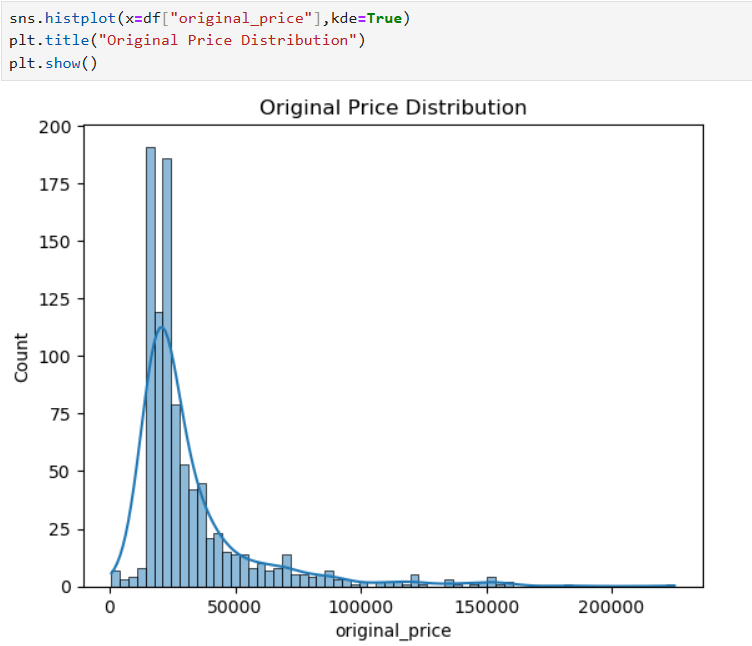 sns.histplot(x=df["original_price"],kde=True)
plt.title("Original Price Distribution")
plt.show()
Original Price Distribution
200
175
150
125
100
75
50
25
0
Count
0 50000 100000 150000 200000
original_price